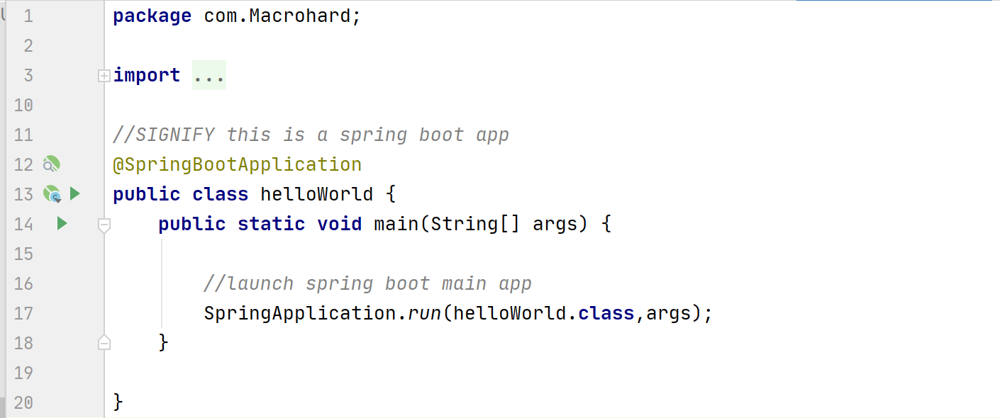 1 package com.Macrohard;
2
3 import ...
10
11 //SIGNIFY this is a spring boot app
12 @SpringBootApplication
13 public class helloWorld {
14     public static void main(String[] args) {
15
16         //launch spring boot main app
17         SpringApplication.run(helloWorld.class,args);
18     }
19
20 }